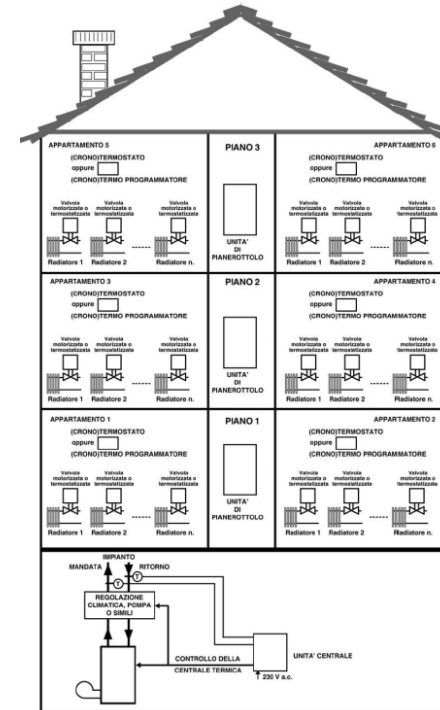 APPARTAMENTO 5
(CRONO)TERMOSTATO
oppure
(CRONO)TERMO PROGRAMMATORE
Valvola motorizzata o termostatizzata
Valvola motorizzata o termostatizzata
Valvola motorizzata o termostatizzata
Radiatore 1 Radiatore 2 Radiatore n.
PIANO 3
UNITA'
DI
PIANEROTTOLO
APPARTAMENTO 6
(CRONO)TERMOSTATO
oppure
(CRONO)TERMO PROGRAMMATORE
Valvola motorizzata o termostatizzata
Valvola motorizzata o termostatizzata
Valvola motorizzata o termostatizzata
Radiatore 1 Radiatore 2 Radiatore n.
APPARTAMENTO 3
(CRONO)TERMOSTATO
oppure
(CRONO)TERMO PROGRAMMATORE
Valvola motorizzata o termostatizzata
Valvola motorizzata o termostatizzata
Valvola motorizzata o termostatizzata
Radiatore 1 Radiatore 2 Radiatore n.
PIANO 2
UNITA'
DI
PIANEROTTOLO
APPARTAMENTO 4
(CRONO)TERMOSTATO
oppure
(CRONO)TERMO PROGRAMMATORE
Valvola motorizzata o termostatizzata
Valvola motorizzata o termostatizzata
Valvola motorizzata o termostatizzata
Radiatore 1 Radiatore 2 Radiatore n.
APPARTAMENTO 1
(CRONO)TERMOSTATO
oppure
(CRONO)TERMO PROGRAMMATORE
Valvola motorizzata o termostatizzata
Valvola motorizzata o termostatizzata
Valvola motorizzata o termostatizzata
Radiatore 1 Radiatore 2 Radiatore n.
PIANO 1
UNITA'
DI
PIANEROTTOLO
APPARTAMENTO 2
(CRONO)TERMOSTATO
oppure
(CRONO)TERMO PROGRAMMATORE
Valvola motorizzata o termostatizzata
Valvola motorizzata o termostatizzata
Valvola motorizzata o termostatizzata
Radiatore 1 Radiatore 2 Radiatore n.
IMPIANTO
MANDATA RITORNO
T T
REGOLAZIONE
CLIMATICA, POMPA
O SIMILI
CONTROLLO DELLA
CENTRALE TERMICA
UNITA' CENTRALE
230 V a.c.